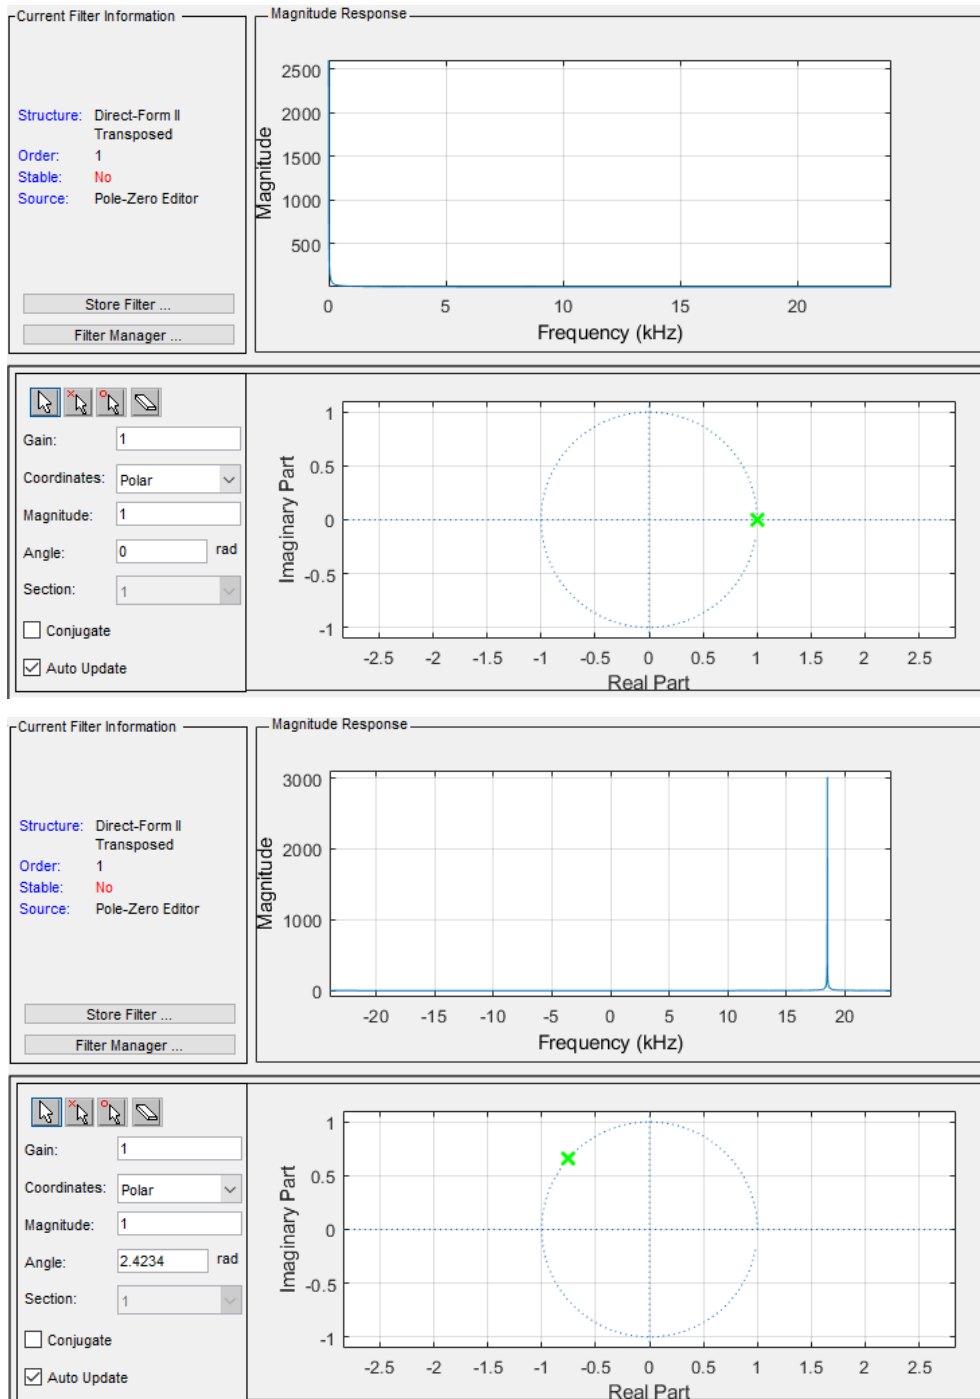 Current Filter Information
Structure: Direct-Form II
Transposed
Order: 1
Stable: No
Source: Pole-Zero Editor
Store Filter ...
Filter Manager ...
Magnitude Response
Magnitude
2500
2000
1500
1000
500
0 5 10 15 20
Frequency (kHz)
Gain: 1
Coordinates: Polar
Magnitude: 1
Angle: 0 rad
Section: 1
Conjugate
Auto Update
Imaginary Part
1
0.5
0
-0.5
-1
-2.5 -2 -1.5 -1 -0.5 0 0.5 1 1.5 2 2.5
Real Part
Current Filter Information
Structure: Direct-Form II
Transposed
Order: 1
Stable: No
Source: Pole-Zero Editor
Store Filter ...
Filter Manager ...
Magnitude Response
Magnitude
3000
2000
1000
0
-20 -15 -10 -5 0 5 10 15 20
Frequency (kHz)
Gain: 1
Coordinates: Polar
Magnitude: 1
Angle: 2.4234 rad
Section: 1
Conjugate
Auto Update
Imaginary Part
1
0.5
0
-0.5
-1
-2.5 -2 -1.5 -1 -0.5 0 0.5 1 1.5 2 2.5
Real Part